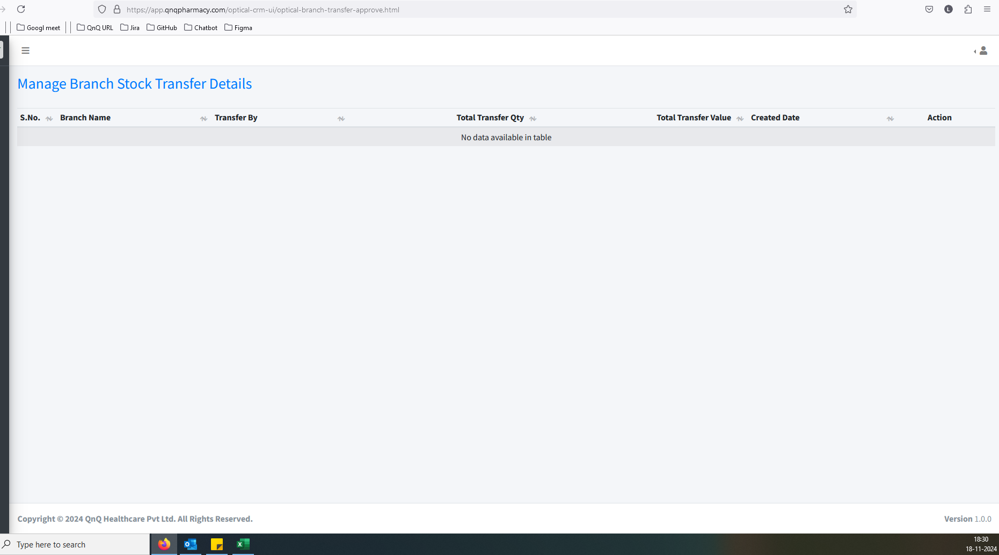 https://app.qnqpharmacy.com/optical-crm-ui/optical-branch-transfer-approve.html
L
Googl meet QnQ URL Jira GitHub Chatbot Figma
Manage Branch Stock Transfer Details
S.No. Branch Name Transfer By Total Transfer Qty Total Transfer Value Created Date Action
No data available in table
Copyright © 2024 QnQ Healthcare Pvt Ltd. All Rights Reserved. Version 1.0.0
Type here to search
18:30
18-11-2024